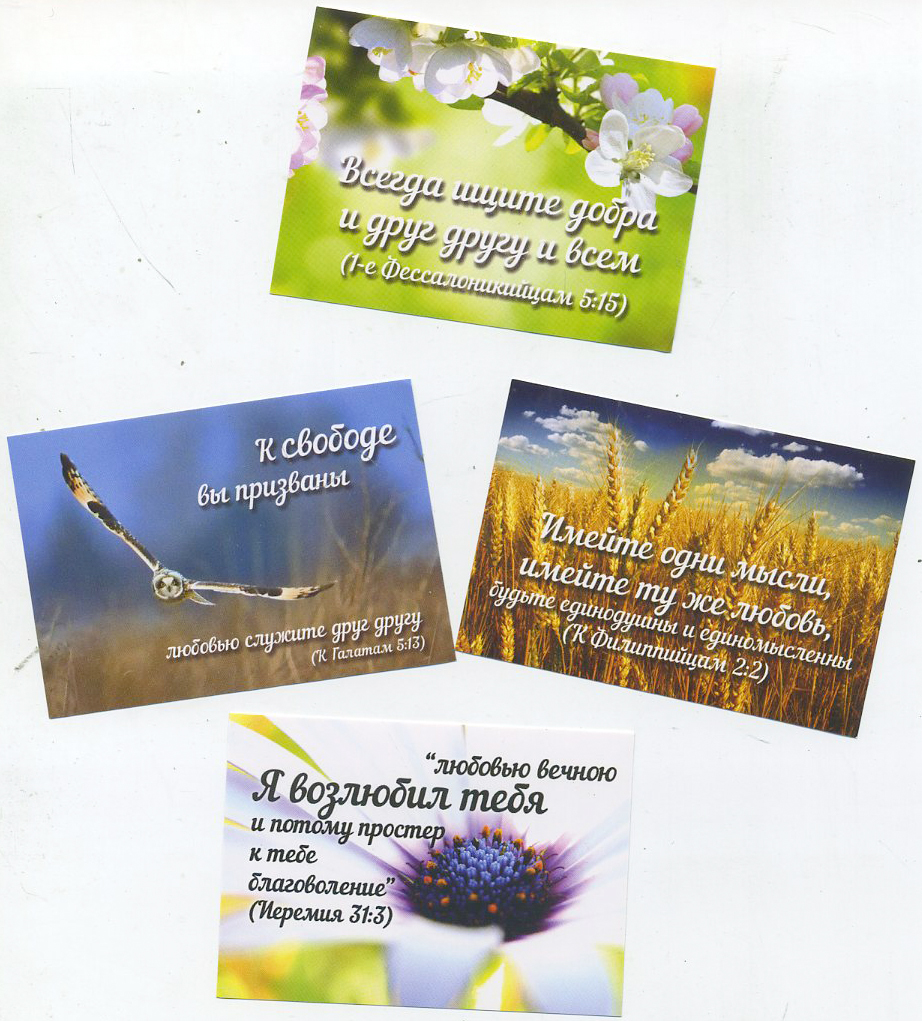 Всегда ищите добра
и друг другу и всем
(1-е Фессалоникийцам 5:15)
К свободе
вы призваны
любовью служите друг другу
(К Галатам 5:13)
Имейте одни мысли,
имейте ту же любовь,
будьте единодушны и единомысленны
(К Филиппийцам 2:2)
“любовью вечною
Я возлюбил тебя
и потому простер
к тебе
благоволение”
(Иеремия 31:3)